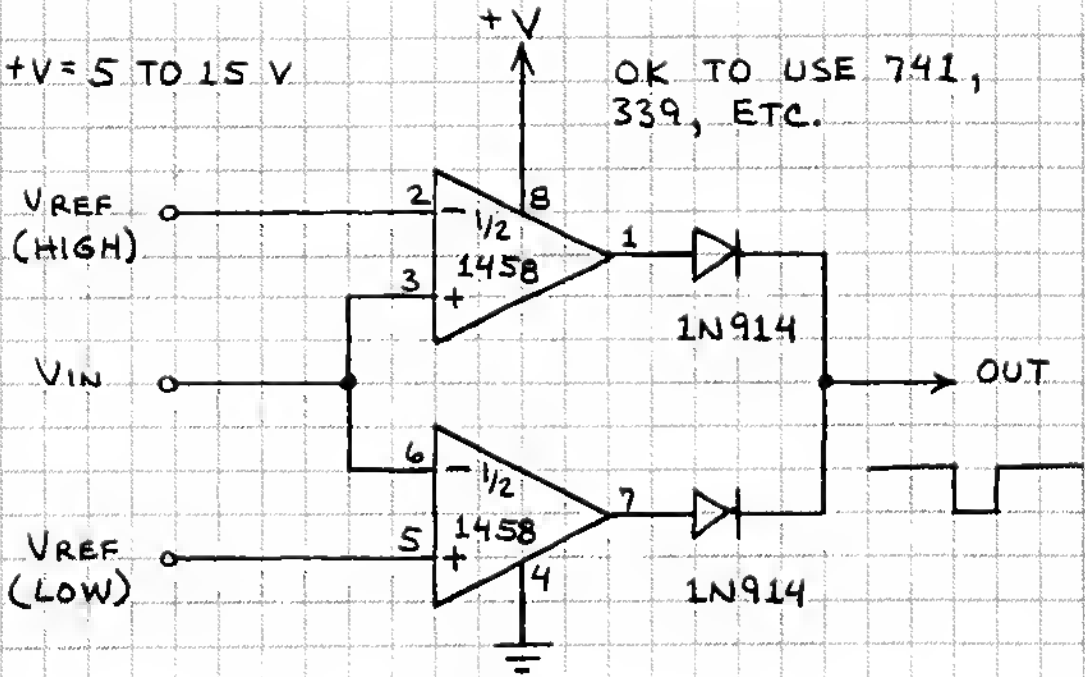 +V
+V = 5 TO 15 V
OK TO USE 741,
339, ETC.
VREF
(HIGH)
2
-
8
1/2
1458
1
3
+
1N914
VIN
OUT
6
-
1/2
1458
7
VREF
(LOW)
5
+
4
1N914